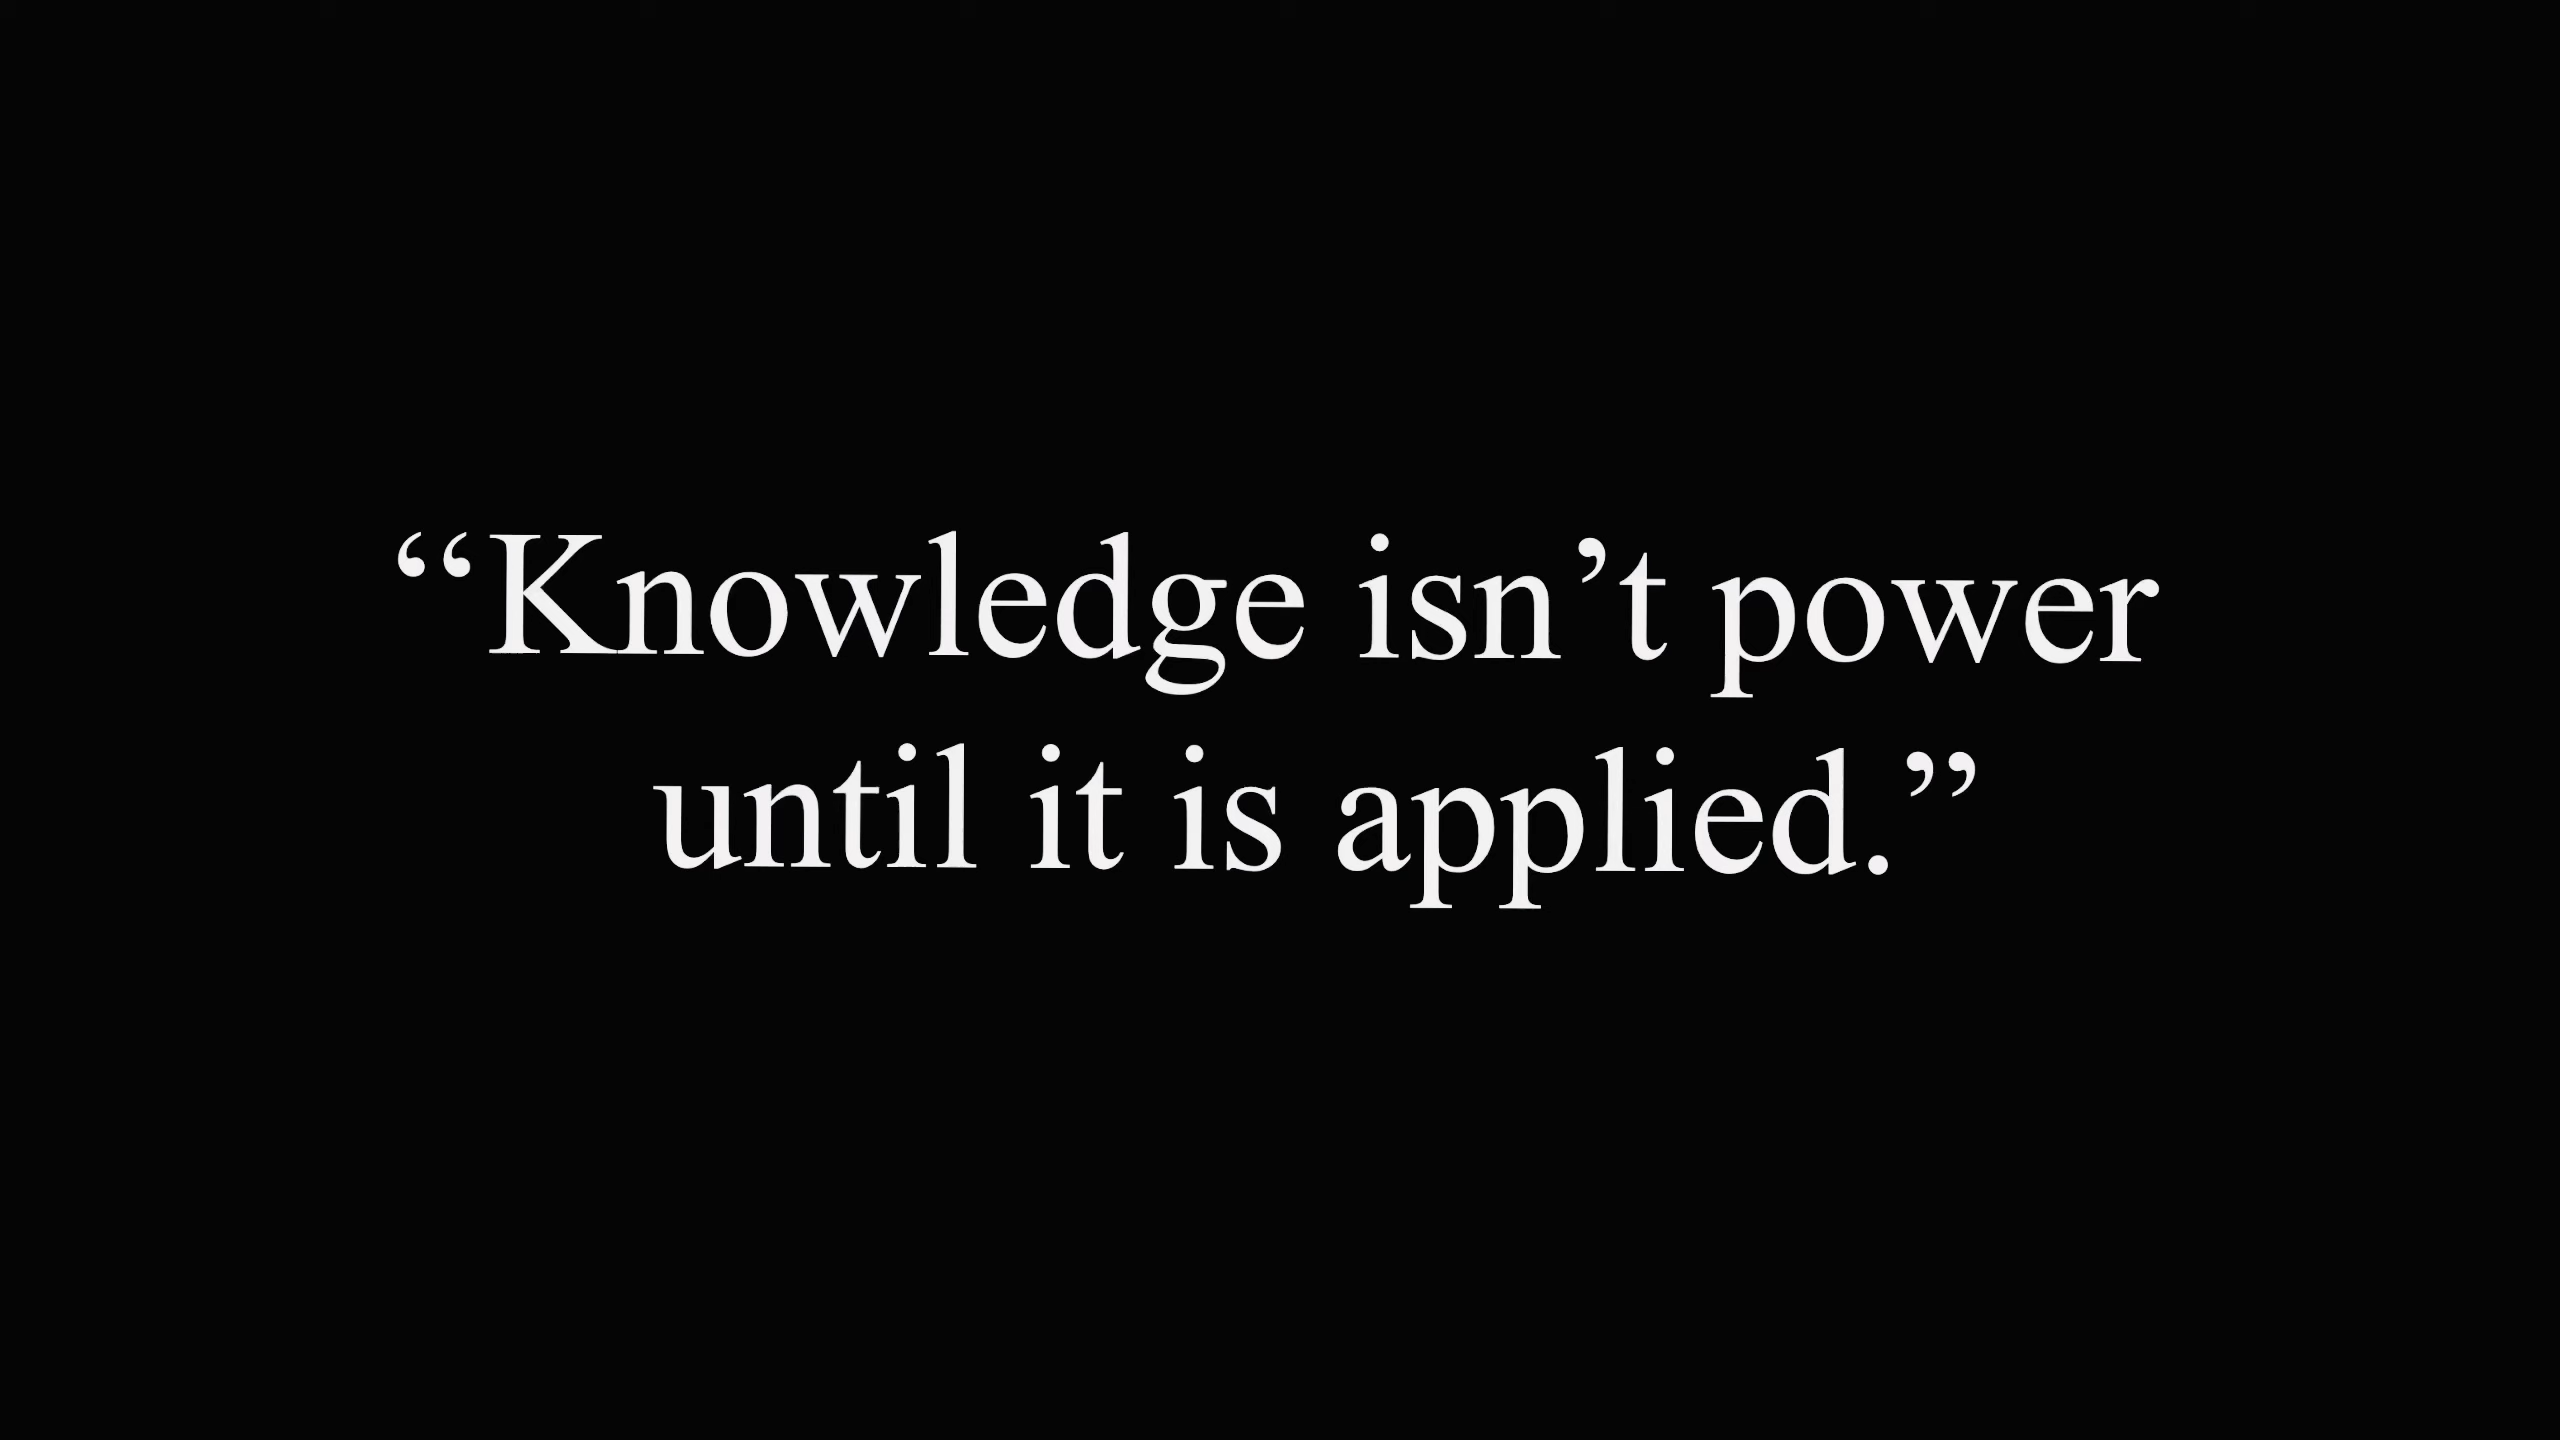 “Knowledge isn’t power
until it is applied.”